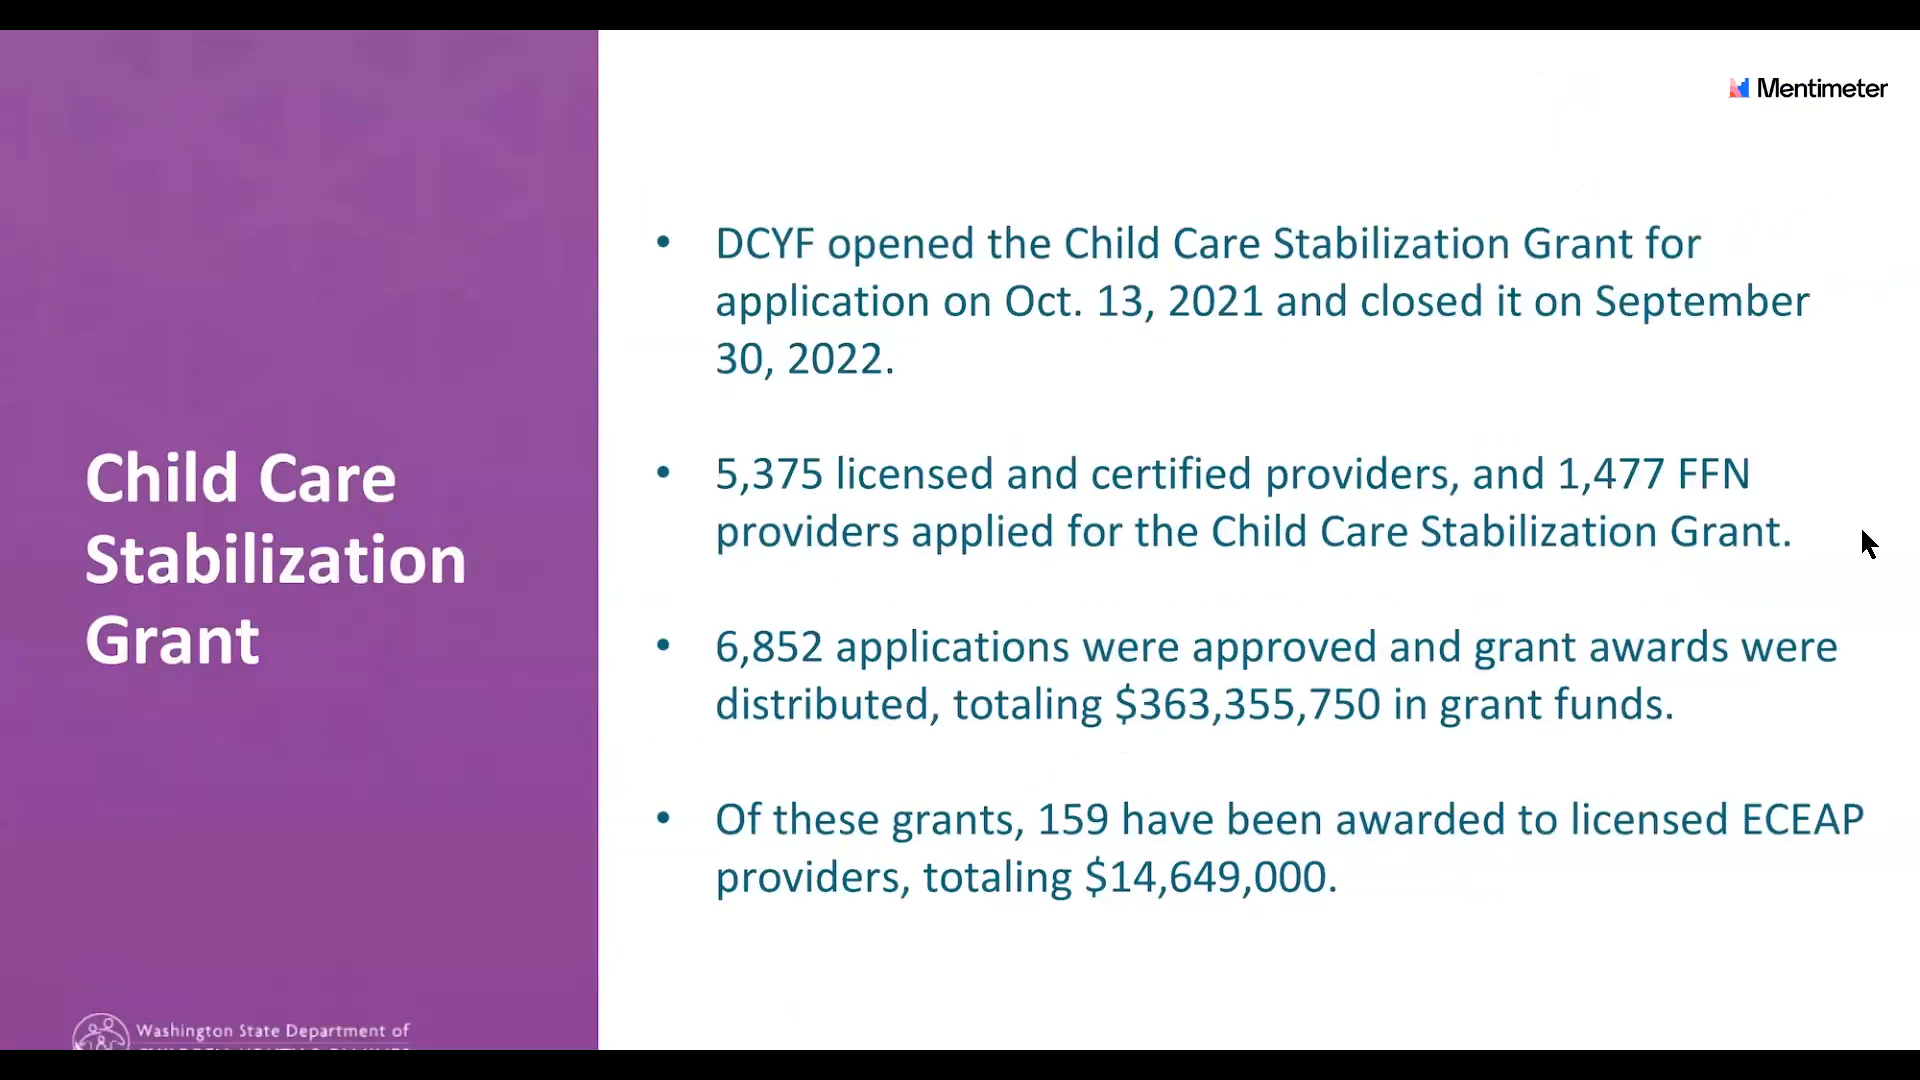 Mentimeter
Child Care
Stabilization
Grant
• DCYF opened the Child Care Stabilization Grant for
application on Oct. 13, 2021 and closed it on September
30, 2022.
• 5,375 licensed and certified providers, and 1,477 FFN
providers applied for the Child Care Stabilization Grant.
• 6,852 applications were approved and grant awards were
distributed, totaling $363,355,750 in grant funds.
• Of these grants, 159 have been awarded to licensed ECEAP
providers, totaling $14,649,000.
Washington State Department of